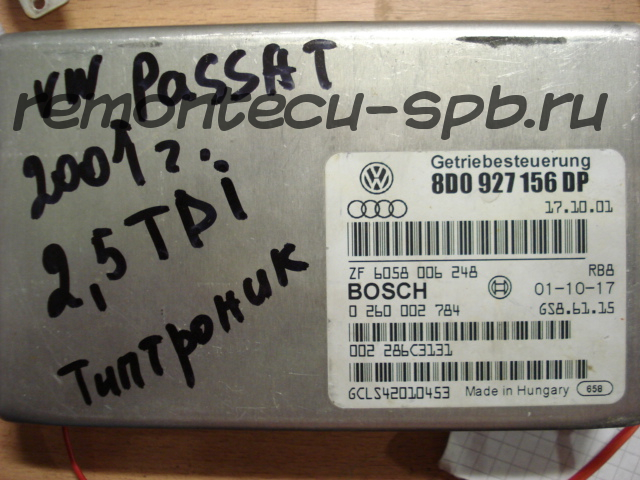 VW PASSAT
remontecu-spb.ru
2001г.
2,5 TDi
Типтроник
Getriebesteuerung
8D0 927 156 DP
17.10.01
ZF 6058 006 248 RB8
BOSCH 01-10-17
0 260 002 784 GS8.61.15
002 286C3131
GCLS42010453 Made in Hungary 658